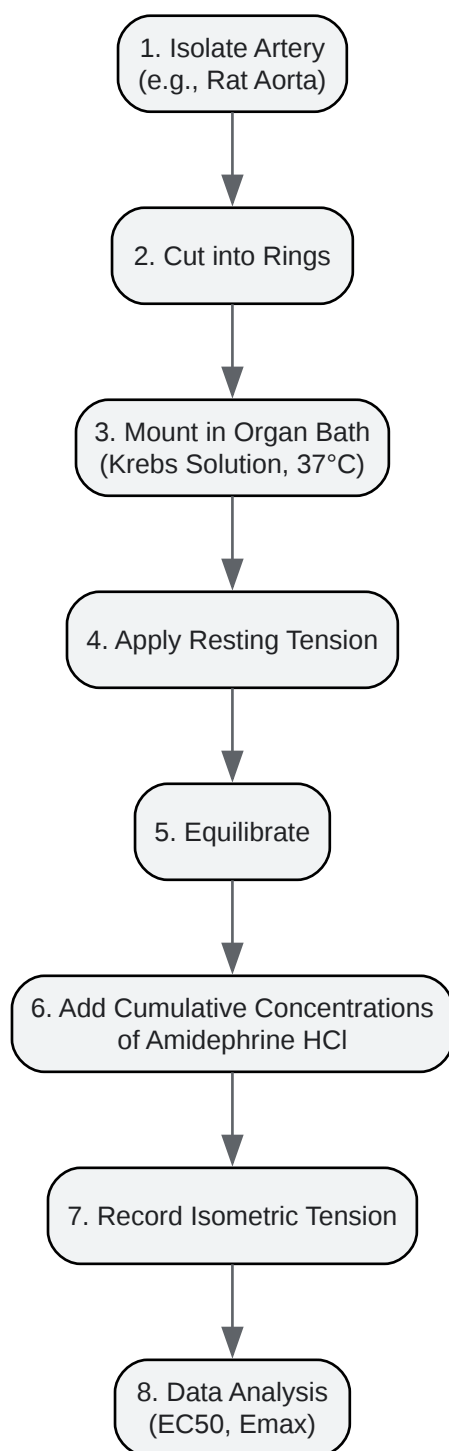 1. Isolate Artery
(e.g., Rat Aorta)
2. Cut into Rings
3. Mount in Organ Bath
(Krebs Solution, 37°C)
4. Apply Resting Tension
5. Equilibrate
6. Add Cumulative Concentrations
of Amidephrine HCl
7. Record Isometric Tension
8. Data Analysis
(EC50, Emax)